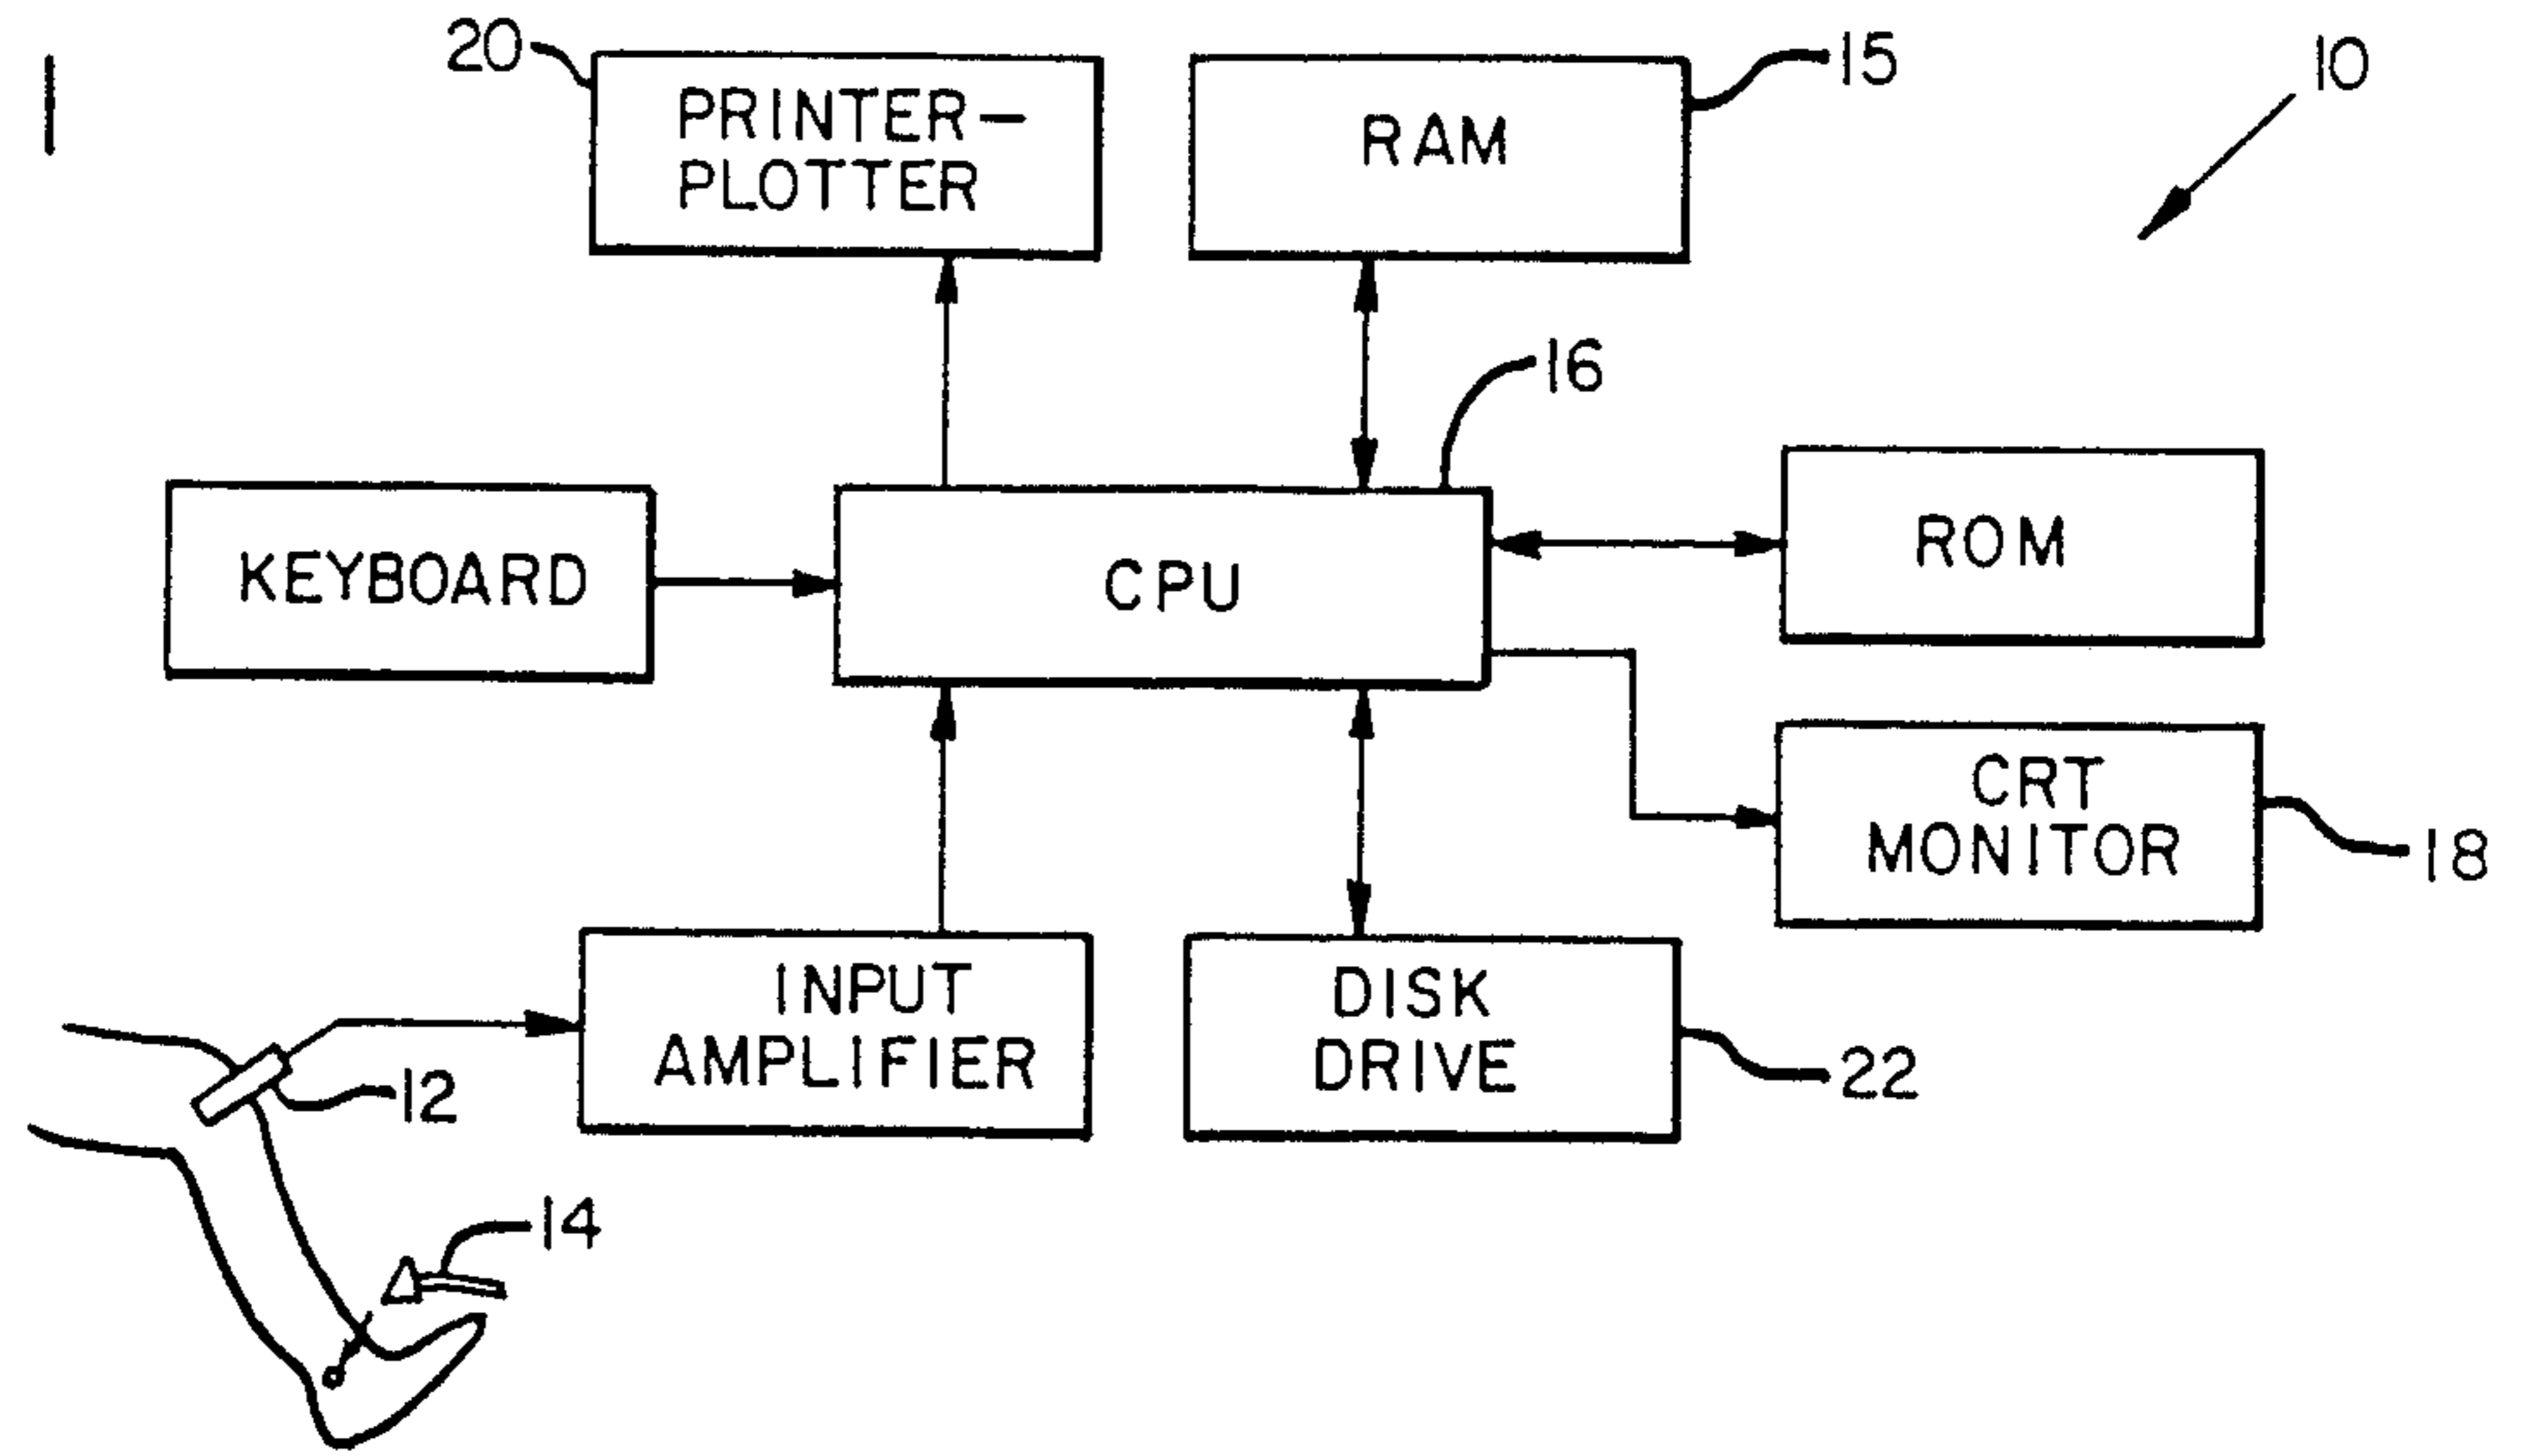 1
20
PRINTER-
PLOTTER
RAM
15
10
16
KEYBOARD
CPU
ROM
CRT
MONITOR
18
INPUT
AMPLIFIER
DISK
DRIVE
22
12
14